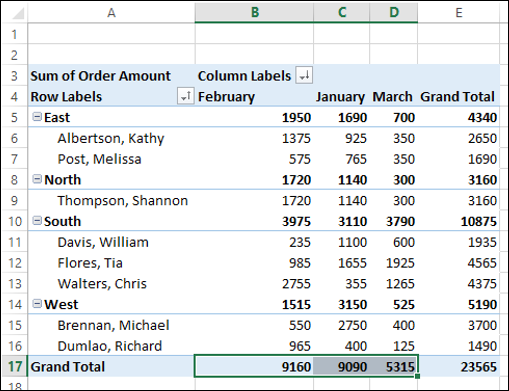 A B C D E
1
2
3 Sum of Order Amount Column Labels
4 Row Labels February January March Grand Total
5 East 1950 1690 700 4340
6 Albertson, Kathy 1375 925 350 2650
7 Post, Melissa 575 765 350 1690
8 North 1720 1140 300 3160
9 Thompson, Shannon 1720 1140 300 3160
10 South 3975 3110 3790 10875
11 Davis, William 235 1100 600 1935
12 Flores, Tia 985 1655 1925 4565
13 Walters, Chris 2755 355 1265 4375
14 West 1515 3150 525 5190
15 Brennan, Michael 550 2750 400 3700
16 Dumlao, Richard 965 400 125 1490
17 Grand Total 9160 9090 5315 23565
18